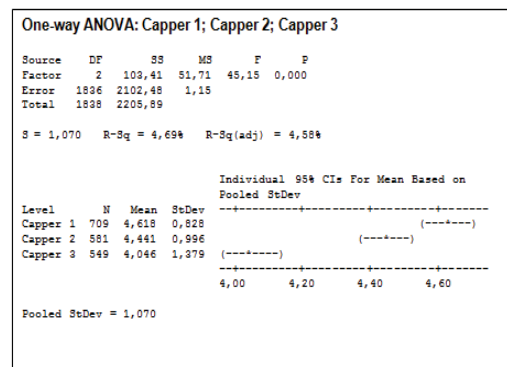 One-way ANOVA: Capper 1; Capper 2; Capper 3
Source DF SS MS F P
Factor 2 103,41 51,71 45,15 0,000
Error 1836 2102,48 1,15
Total 1838 2205,89
S = 1,070 R-Sq = 4,69% R-Sq(adj) = 4,58%
Individual 95% CIs For Mean Based on
Pooled StDev
Level N Mean StDev --+---------+---------+---------+-------
Capper 1 709 4,618 0,828 (---*---)
Capper 2 581 4,441 0,996 (---*---)
Capper 3 549 4,046 1,379 (---*----)
--+---------+---------+---------+-------
4,00 4,20 4,40 4,60
Pooled StDev = 1,070